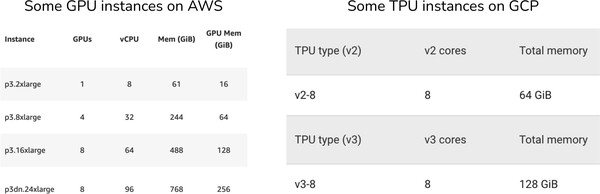 Some GPU instances on AWS
Instance GPUs vCPU Mem (GiB) GPU Mem (GiB)
p3.2xlarge 1 8 61 16
p3.8xlarge 4 32 244 64
p3.16xlarge 8 64 488 128
p3dn.24xlarge 8 96 768 256
Some TPU instances on GCP
TPU type (v2) v2 cores Total memory
v2-8 8 64 GiB
TPU type (v3) v3 cores Total memory
v3-8 8 128 GiB